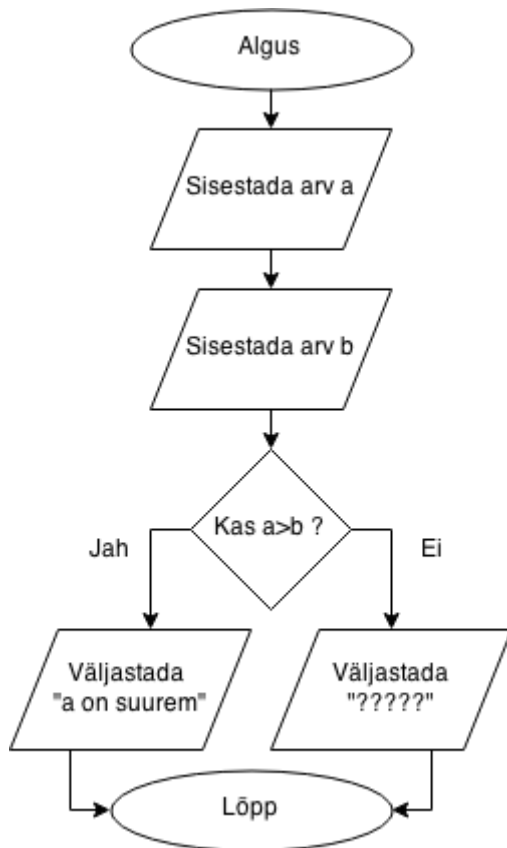 Algus
Sisestada arv a
Sisestada arv b
Kas a>b ?
Jah
Ei
Väljastada
"a on suurem"
Väljastada
"?????"
Lõpp